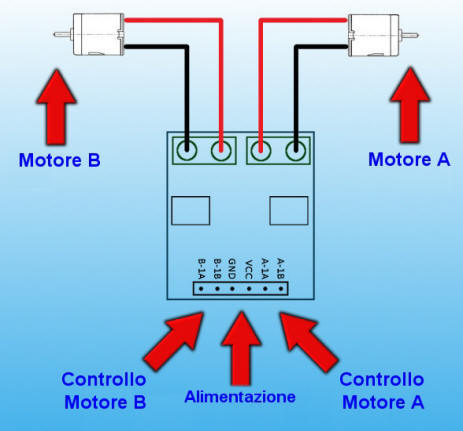 Motore B
Motore A
B-1A
B-1B
GND
VCC
A-1A
A-1B
Controllo
Motore B
Alimentazione
Controllo
Motore A